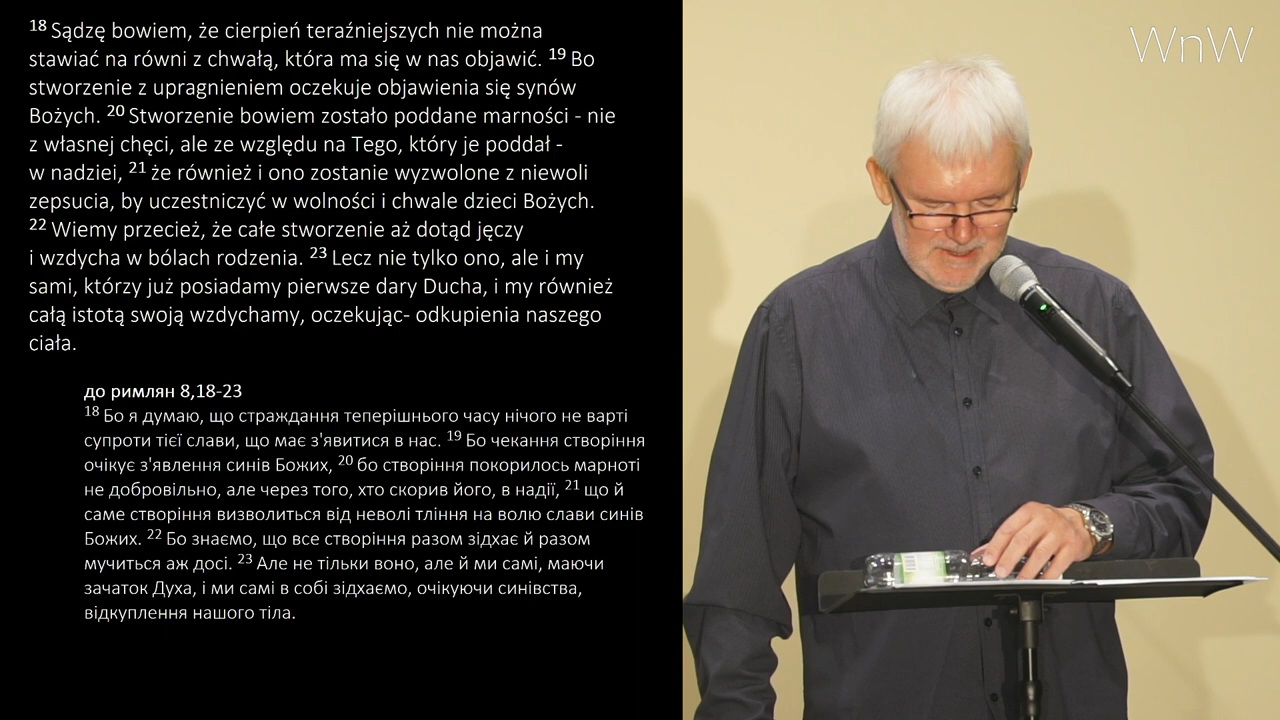 18 Sądzę bowiem, że cierpień teraźniejszych nie można
stawiać na równi z chwałą, która ma się w nas objawić. 19 Bo
stworzenie z upragnieniem oczekuje objawienia się synów
Bożych. 20 Stworzenie bowiem zostało poddane marności - nie
z własnej chęci, ale ze względu na Tego, który je poddał -
w nadziei, 21 że również i ono zostanie wyzwolone z niewoli
zepsucia, by uczestniczyć w wolności i chwale dzieci Bożych.
22 Wiemy przecież, że całe stworzenie aż dotąd jęczy
i wzdycha w bólach rodzenia. 23 Lecz nie tylko ono, ale i my
sami, którzy już posiadamy pierwsze dary Ducha, i my również
całą istotą swoją wzdychamy, oczekując- odkupienia naszego
ciała.
до римлян 8,18-23
18 Бо я думаю, що страждання теперішнього часу нічого не варті
супроти тієї слави, що має з'явитися в нас. 19 Бо чекання створіння
очікує з'явлення синів Божих, 20 бо створіння покорилось марноті
не добровільно, але через того, хто скорив його, в надії, 21 що й
саме створіння визволиться від неволі тління на волю слави синів
Божих. 22 Бо знаємо, що все створіння разом зідхає й разом
мучиться аж досі. 23 Але не тільки воно, але й ми самі, маючи
зачаток Духа, і ми самі в собі зідхаємо, очікуючи синівства,
відкуплення нашого тіла.
WnW